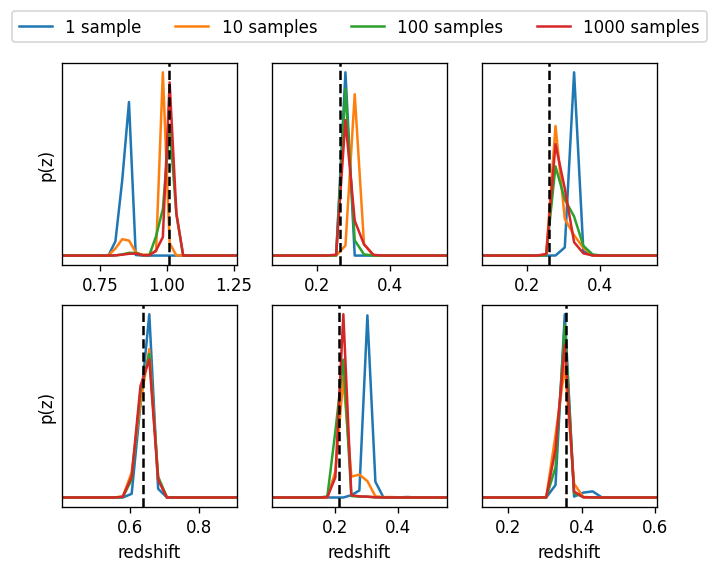 1 sample 10 samples 100 samples 1000 samples
p(z)
0.75 1.00 1.25 0.2 0.4 0.2 0.4
p(z)
0.6 0.8 0.2 0.4 0.2 0.4 0.6
redshift redshift redshift